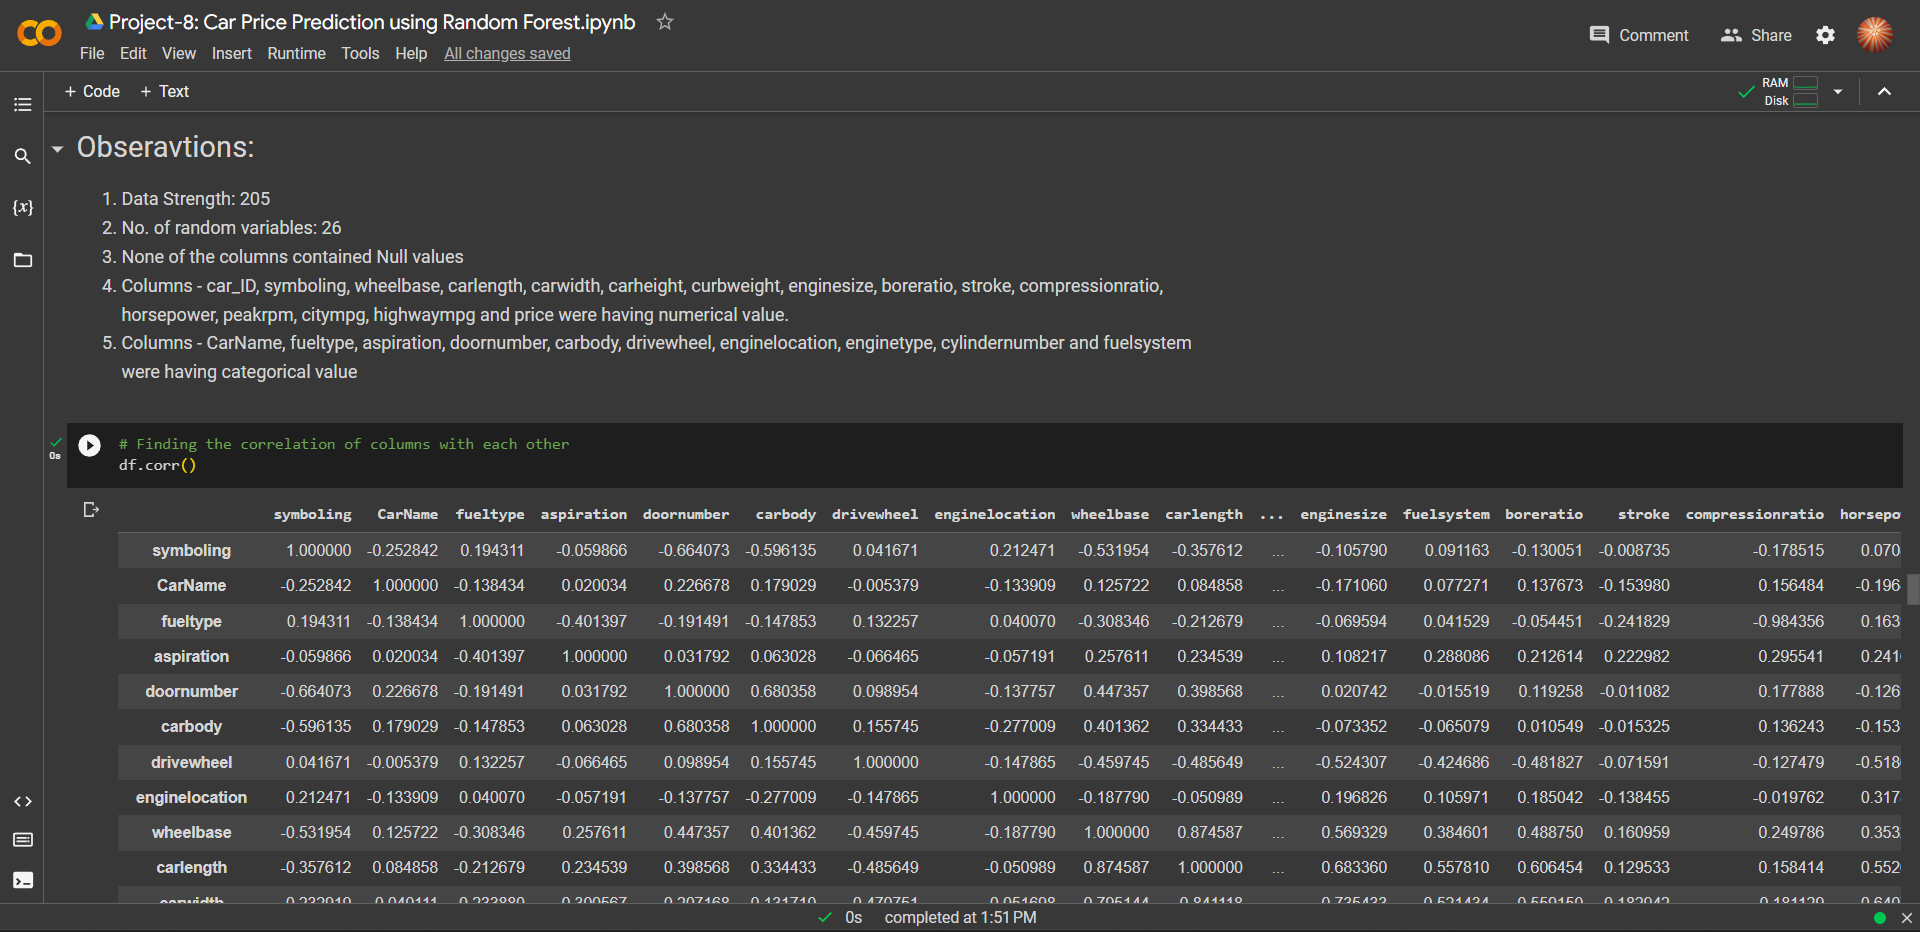 Project-8: Car Price Prediction using Random Forest.ipynb
File Edit View Insert Runtime Tools Help All changes saved
Comment Share
+ Code + Text
RAM
Disk
Obseravtions:
1. Data Strength: 205
2. No. of random variables: 26
3. None of the columns contained Null values
4. Columns - car_ID, symboling, wheelbase, carlength, carwidth, carheight, curbweight, enginesize, boreratio, stroke, compressionratio,
horsepower, peakrpm, citympg, highwaympg and price were having numerical value.
5. Columns - CarName, fueltype, aspiration, doornumber, carbody, drivewheel, enginelocation, enginetype, cylindernumber and fuelsystem
were having categorical value
0s
# Finding the correlation of columns with each other
df.corr()
symboling CarName fueltype aspiration doornumber carbody drivewheel enginelocation wheelbase carlength ... enginesize fuelsystem boreratio stroke compressionratio horsepo
symboling 1.000000 -0.252842 0.194311 -0.059866 -0.664073 -0.596135 0.041671 0.212471 -0.531954 -0.357612 ... -0.105790 0.091163 -0.130051 -0.008735 -0.178515 0.070
CarName -0.252842 1.000000 -0.138434 0.020034 0.226678 0.179029 -0.005379 -0.133909 0.125722 0.084858 ... -0.171060 0.077271 0.137673 -0.153980 0.156484 -0.196
fueltype 0.194311 -0.138434 1.000000 -0.401397 -0.191491 -0.147853 0.132257 0.040070 -0.308346 -0.212679 ... -0.069594 0.041529 -0.054451 -0.241829 -0.984356 0.163
aspiration -0.059866 0.020034 -0.401397 1.000000 0.031792 0.063028 -0.066465 -0.057191 0.257611 0.234539 ... 0.108217 0.288086 0.212614 0.222982 0.295541 0.241
doornumber -0.664073 0.226678 -0.191491 0.031792 1.000000 0.680358 0.098954 -0.137757 0.447357 0.398568 ... 0.020742 -0.015519 0.119258 -0.011082 0.177888 -0.126
carbody -0.596135 0.179029 -0.147853 0.063028 0.680358 1.000000 0.155745 -0.277009 0.401362 0.334433 ... -0.073352 -0.065079 0.010549 -0.015325 0.136243 -0.153
drivewheel 0.041671 -0.005379 0.132257 -0.066465 0.098954 0.155745 1.000000 -0.147865 -0.459745 -0.485649 ... -0.524307 -0.424686 -0.481827 -0.071591 -0.127479 -0.518
enginelocation 0.212471 -0.133909 0.040070 -0.057191 -0.137757 -0.277009 -0.147865 1.000000 -0.187790 -0.050989 ... 0.196826 0.105971 0.185042 -0.138455 -0.019762 0.317
wheelbase -0.531954 0.125722 -0.308346 0.257611 0.447357 0.401362 -0.459745 -0.187790 1.000000 0.874587 ... 0.569329 0.384601 0.488750 0.160959 0.249786 0.353
carlength -0.357612 0.084858 -0.212679 0.234539 0.398568 0.334433 -0.485649 -0.050989 0.874587 1.000000 ... 0.683360 0.557810 0.606454 0.129533 0.158414 0.552
carwidth
0s completed at 1:51 PM